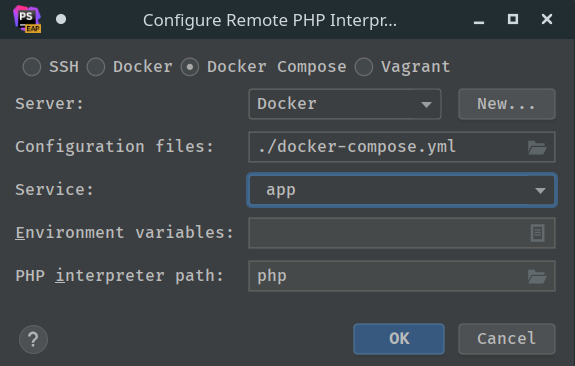 PS
EAP
Configure Remote PHP Interpr...
SSH Docker Docker Compose Vagrant
Server: Docker New...
Configuration files: ./docker-compose.yml
Service: app
Environment variables:
PHP interpreter path: php
? OK Cancel